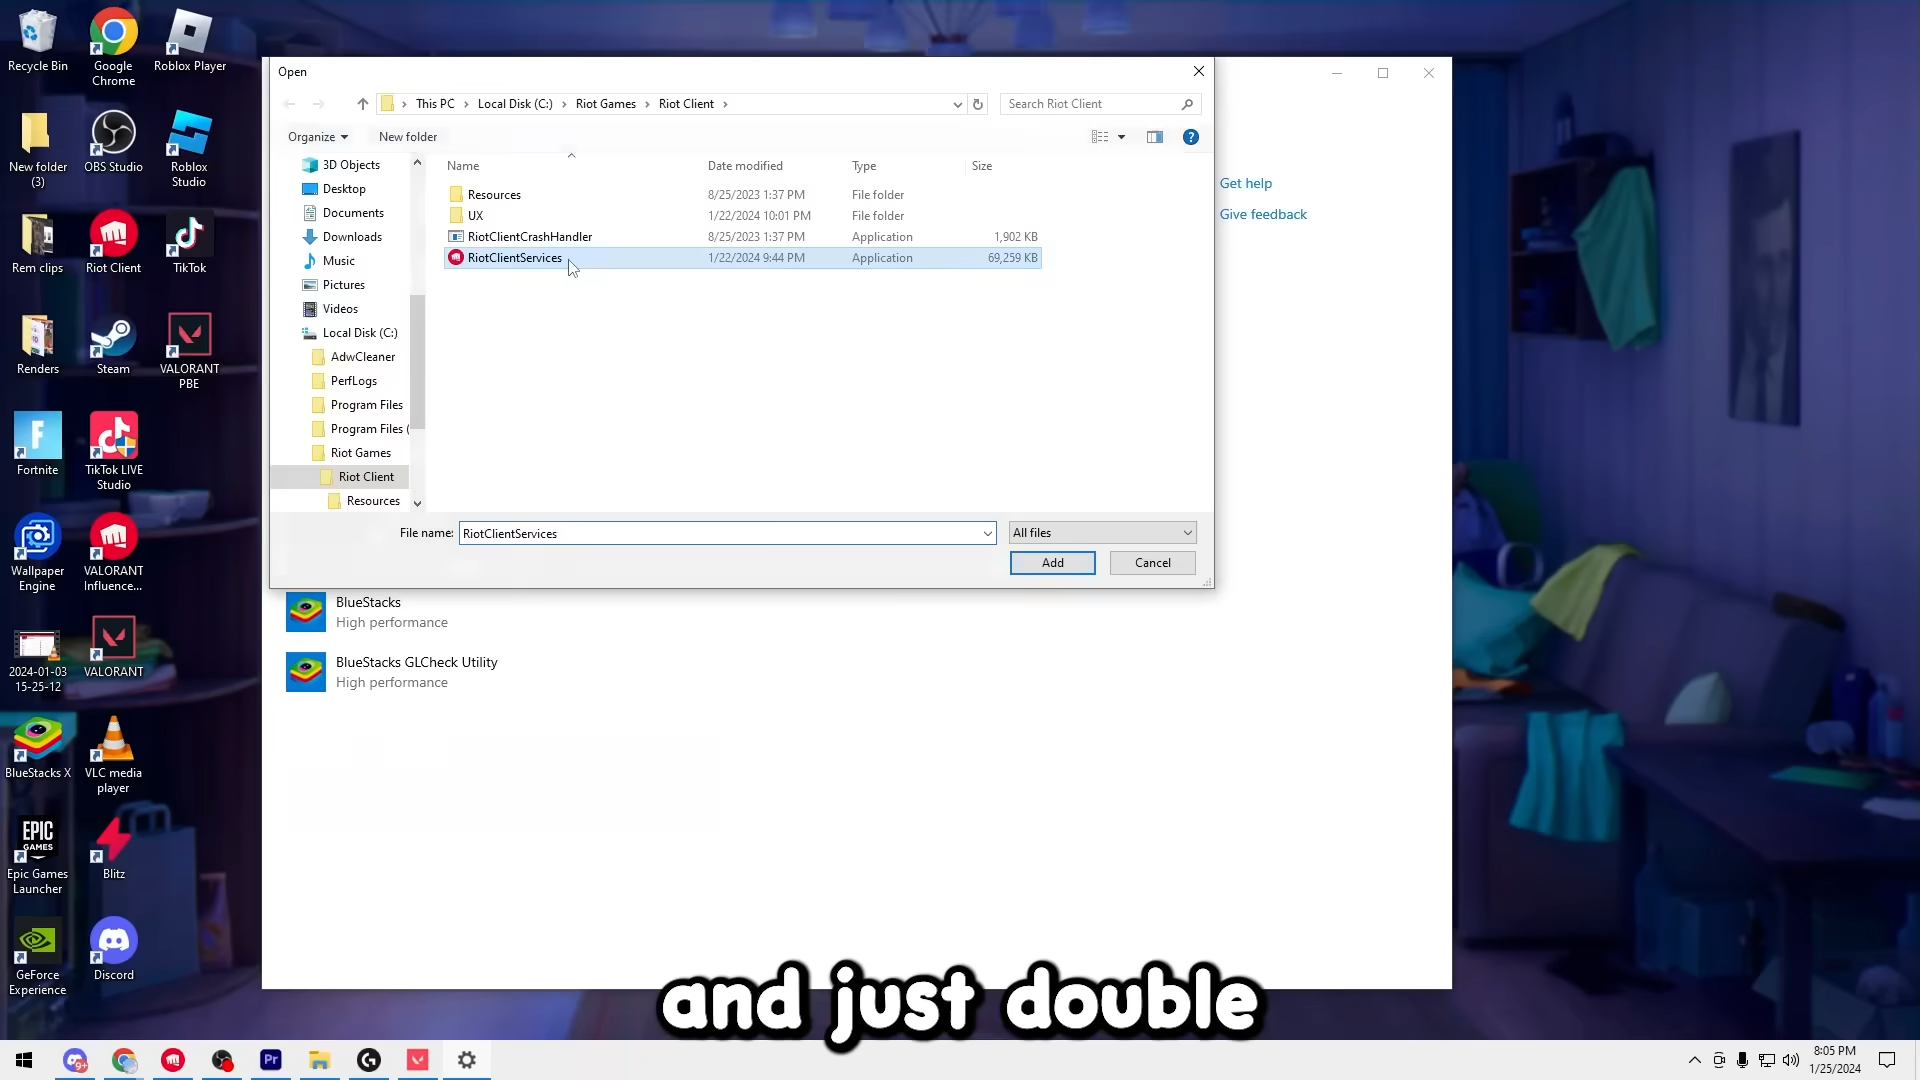 Recycle Bin
Google
Chrome
Roblox Player
New folder
(3)
OBS Studio
Roblox
Studio
Rem clips
Riot Client
TikTok
Renders
Steam
VALORANT
PBE
Fortnite
TikTok LIVE
Studio
Wallpaper
Engine
VALORANT
Influence...
2024-01-03
15-25-12
VALORANT
BlueStacks X
VLC media
player
EPIC
GAMES
Epic Games
Launcher
Blitz
GeForce
Experience
Discord
Open
This PC
Local Disk (C:)
Riot Games
Riot Client
Search Riot Client
Organize
New folder
3D Objects
Desktop
Documents
Downloads
Music
Pictures
Videos
Local Disk (C:)
AdwCleaner
PerfLogs
Program Files
Program Files (
Riot Games
Riot Client
Resources
Name Date modified Type Size
Resources 8/25/2023 1:37 PM File folder
UX 1/22/2024 10:01 PM File folder
RiotClientCrashHandler 8/25/2023 1:37 PM Application 1,902 KB
RiotClientServices 1/22/2024 9:44 PM Application 69,259 KB
File name: RiotClientServices All files
Add Cancel
Get help
Give feedback
BlueStacks
High performance
BlueStacks GLCheck Utility
High performance
and just double
9+
Pr
8:05 PM
1/25/2024